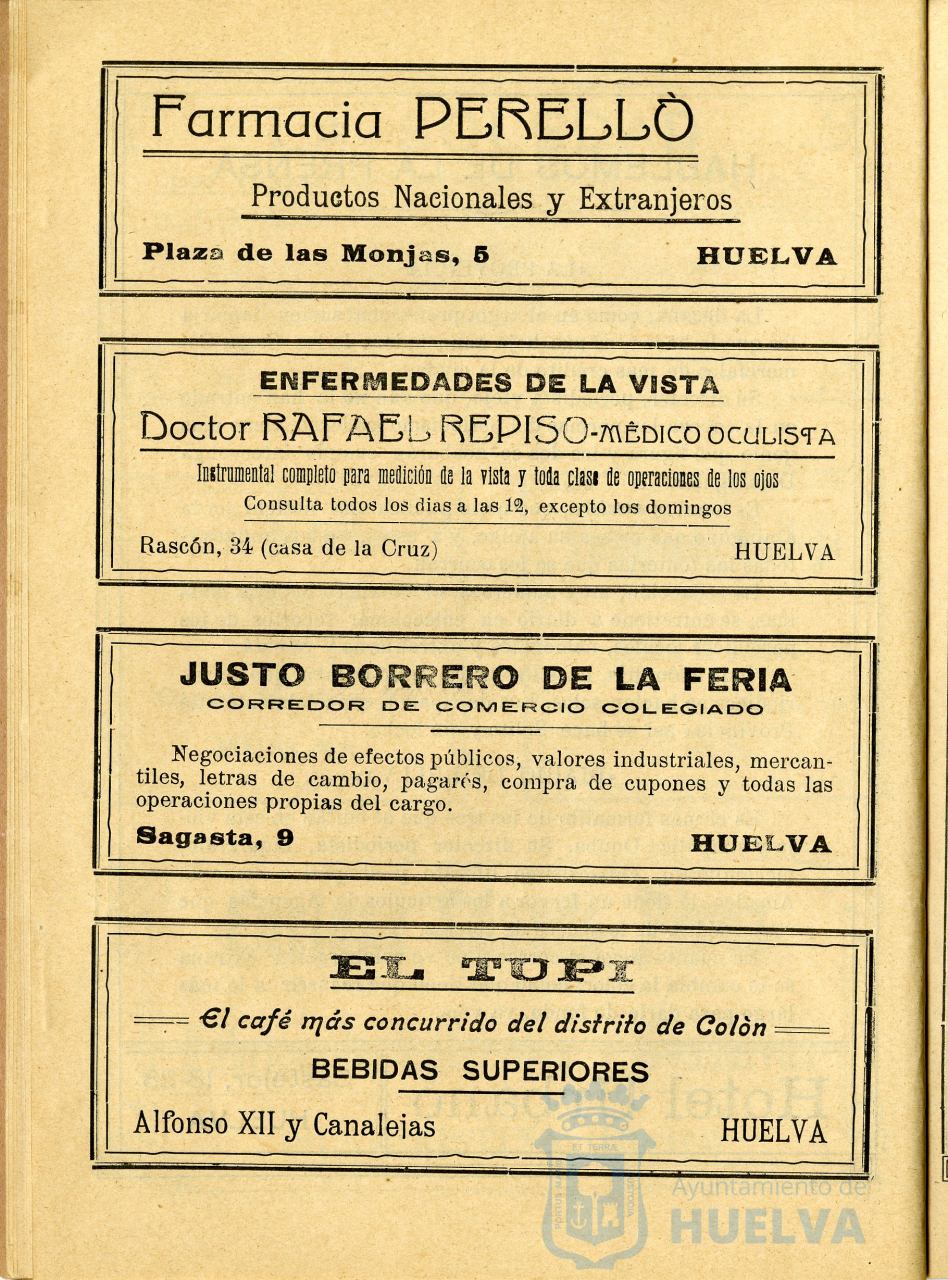 Farmacia PERELLÒ
Productos Nacionales y Extranjeros
Plaza de las Monjas, 5 HUELVA
ENFERMEDADES DE LA VISTA
Doctor RAFAEL REPISO-MÊDICO OCULISTA
Instrumental completo para medición de la vista y toda clase de operaciones de los ojos
Consulta todos los dias a las 12, excepto los domingos
Rascón, 34 (casa de la Cruz) HUELVA
JUSTO BORRERO DE LA FERIA
CORREDOR DE COMERCIO COLEGIADO
Negociaciones de efectos públicos, valores industriales, mercan-
tiles, letras de cambio, pagarés, compra de cupones y todas las
operaciones propias del cargo.
Sagasta, 9 HUELVA
EL TUPI
El café más concurrido del distrito de Colòn
BEBIDAS SUPERIORES
Alfonso XII y Canalejas HUELVA
Ayuntamiento de
HUELVA